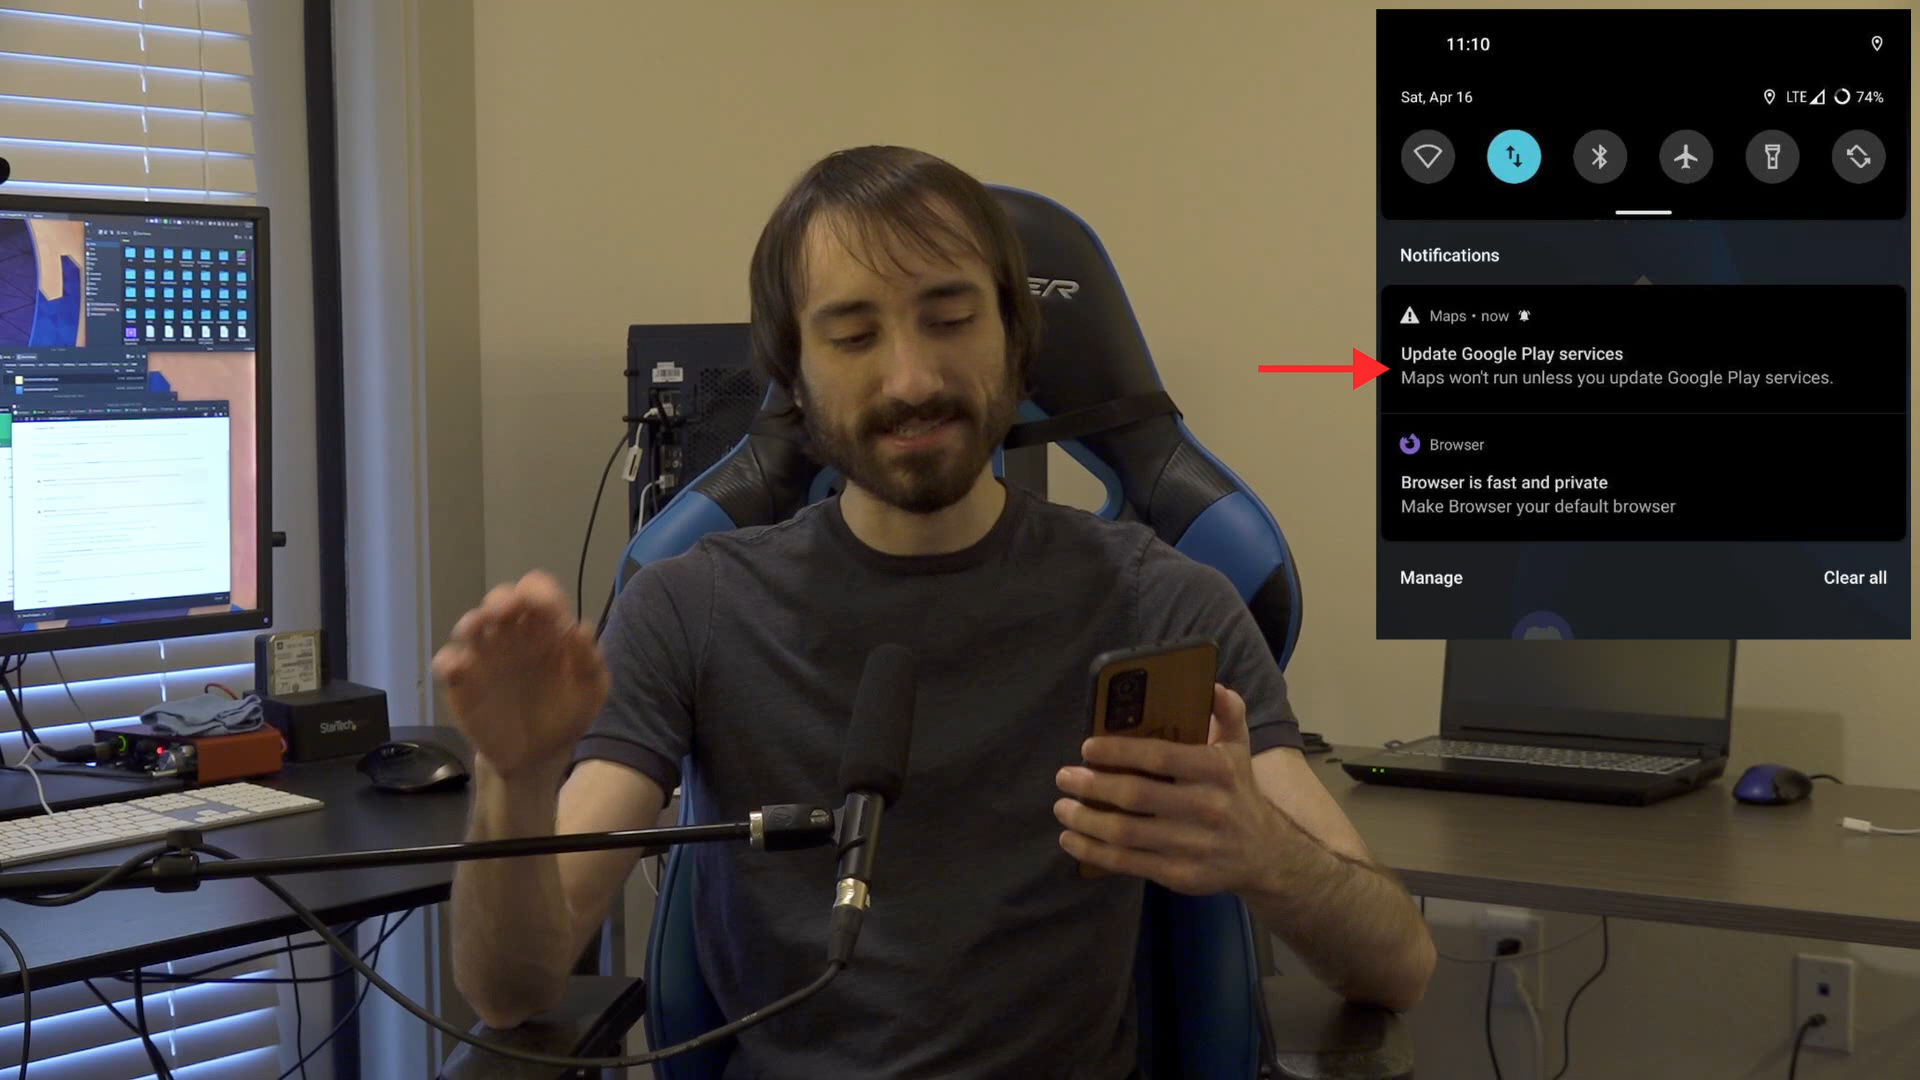 11:10
Sat, Apr 16
LTE 74%
Notifications
Maps • now
Update Google Play services
Maps won't run unless you update Google Play services.
Browser
Browser is fast and private
Make Browser your default browser
Manage
Clear all
StarTech